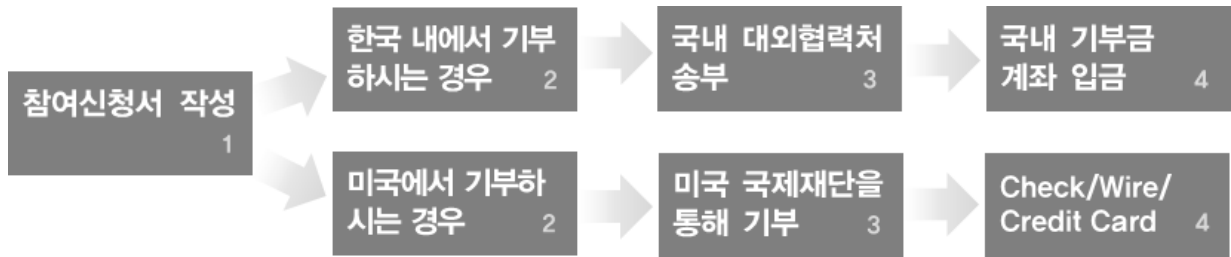 참여신청서 작성
1
한국 내에서 기부
하시는 경우 2
국내 대외협력처
송부 3
국내 기부금
계좌 입금 4
미국에서 기부하
시는 경우 2
미국 국제재단을
통해 기부 3
Check/Wire/
Credit Card 4